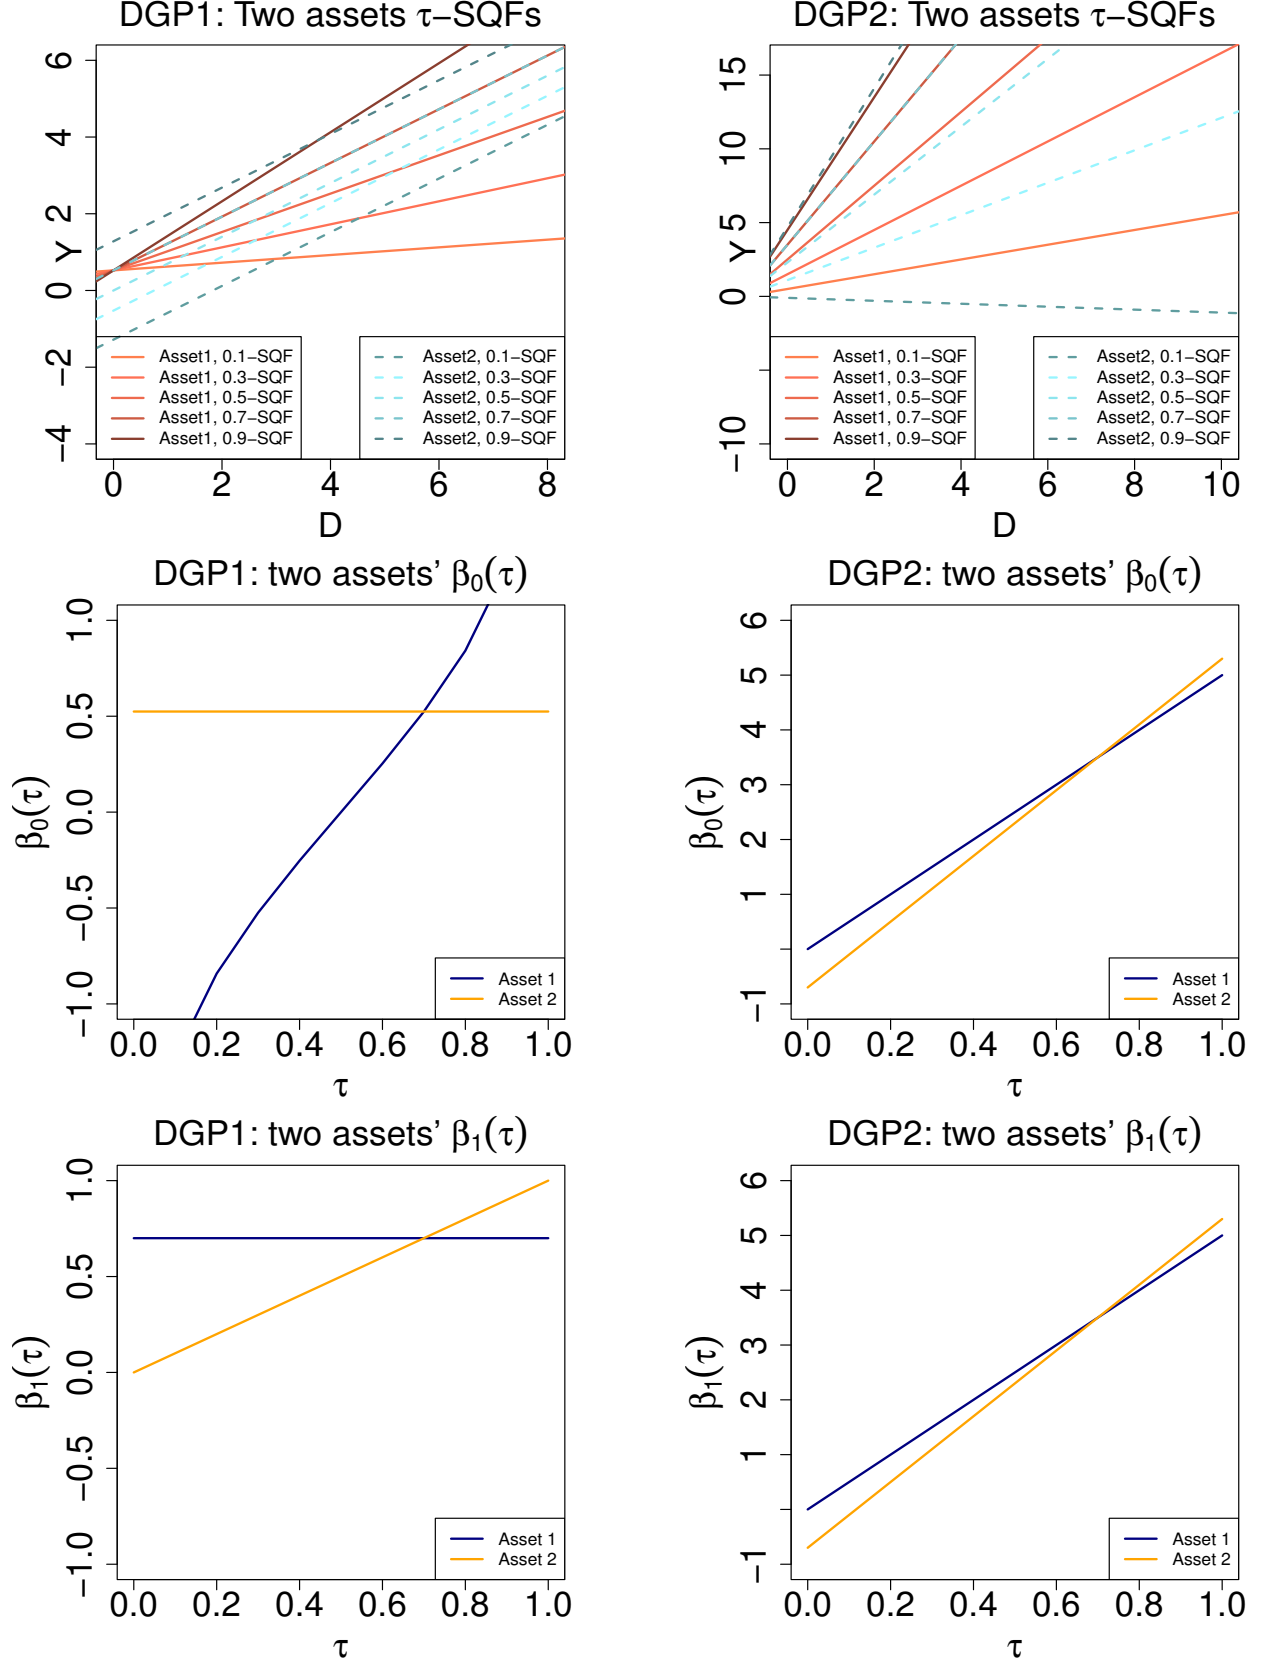 DGP1: Two assets τ−SQFs
Y
−4
−2
0
2
4
6
Asset1, 0.1−SQF
Asset1, 0.3−SQF
Asset1, 0.5−SQF
Asset1, 0.7−SQF
Asset1, 0.9−SQF
Asset2, 0.1−SQF
Asset2, 0.3−SQF
Asset2, 0.5−SQF
Asset2, 0.7−SQF
Asset2, 0.9−SQF
0 2 4 6 8
D
DGP2: Two assets τ−SQFs
Y
−10
0
5
10
15
Asset1, 0.1−SQF
Asset1, 0.3−SQF
Asset1, 0.5−SQF
Asset1, 0.7−SQF
Asset1, 0.9−SQF
Asset2, 0.1−SQF
Asset2, 0.3−SQF
Asset2, 0.5−SQF
Asset2, 0.7−SQF
Asset2, 0.9−SQF
0 2 4 6 8 10
D
DGP1: two assets’ β₀(τ)
β₀(τ)
−1.0
−0.5
0.0
0.5
1.0
Asset 1
Asset 2
0.0 0.2 0.4 0.6 0.8 1.0
τ
DGP2: two assets’ β₀(τ)
β₀(τ)
−1
1
2
3
4
5
6
Asset 1
Asset 2
0.0 0.2 0.4 0.6 0.8 1.0
τ
DGP1: two assets’ β₁(τ)
β₁(τ)
−1.0
−0.5
0.0
0.5
1.0
Asset 1
Asset 2
0.0 0.2 0.4 0.6 0.8 1.0
τ
DGP2: two assets’ β₁(τ)
β₁(τ)
−1
1
2
3
4
5
6
Asset 1
Asset 2
0.0 0.2 0.4 0.6 0.8 1.0
τ